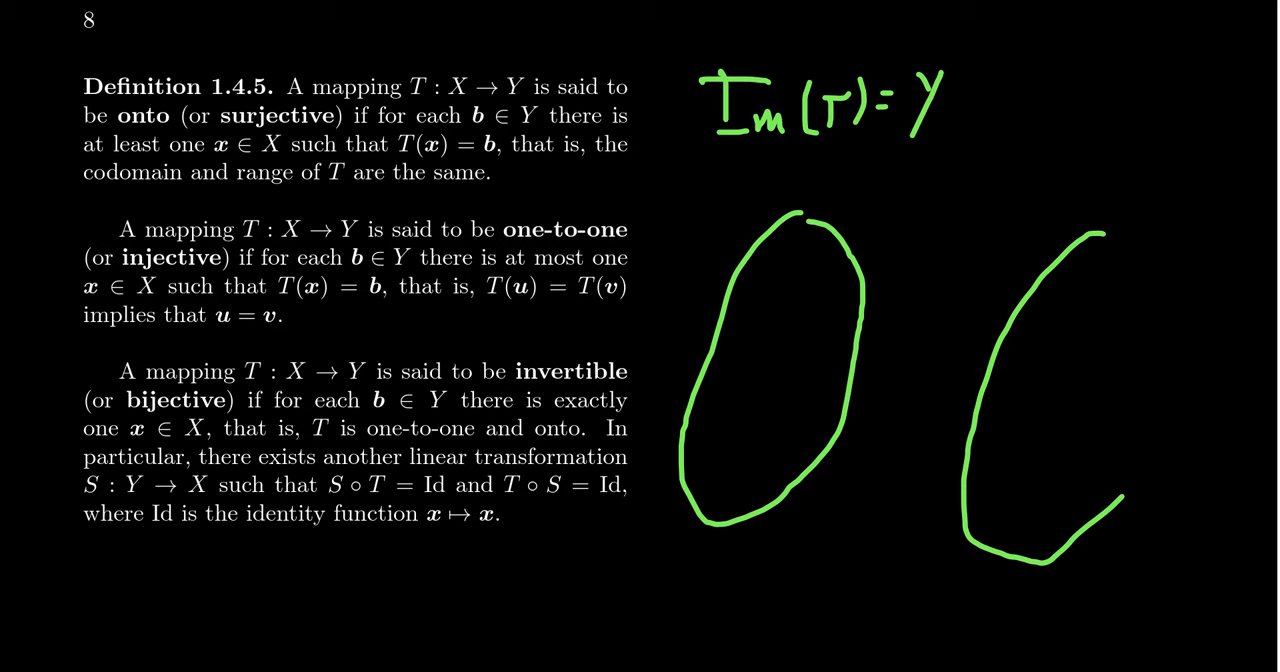 8
Definition 1.4.5. A mapping T : X → Y is said to
be onto (or surjective) if for each b ∈ Y there is
at least one x ∈ X such that T(x) = b, that is, the
codomain and range of T are the same.
A mapping T : X → Y is said to be one-to-one
(or injective) if for each b ∈ Y there is at most one
x ∈ X such that T(x) = b, that is, T(u) = T(v)
implies that u = v.
A mapping T : X → Y is said to be invertible
(or bijective) if for each b ∈ Y there is exactly
one x ∈ X, that is, T is one-to-one and onto. In
particular, there exists another linear transformation
S : Y → X such that S ∘ T = Id and T ∘ S = Id,
where Id is the identity function x ↦ x.
Im(T)=Y